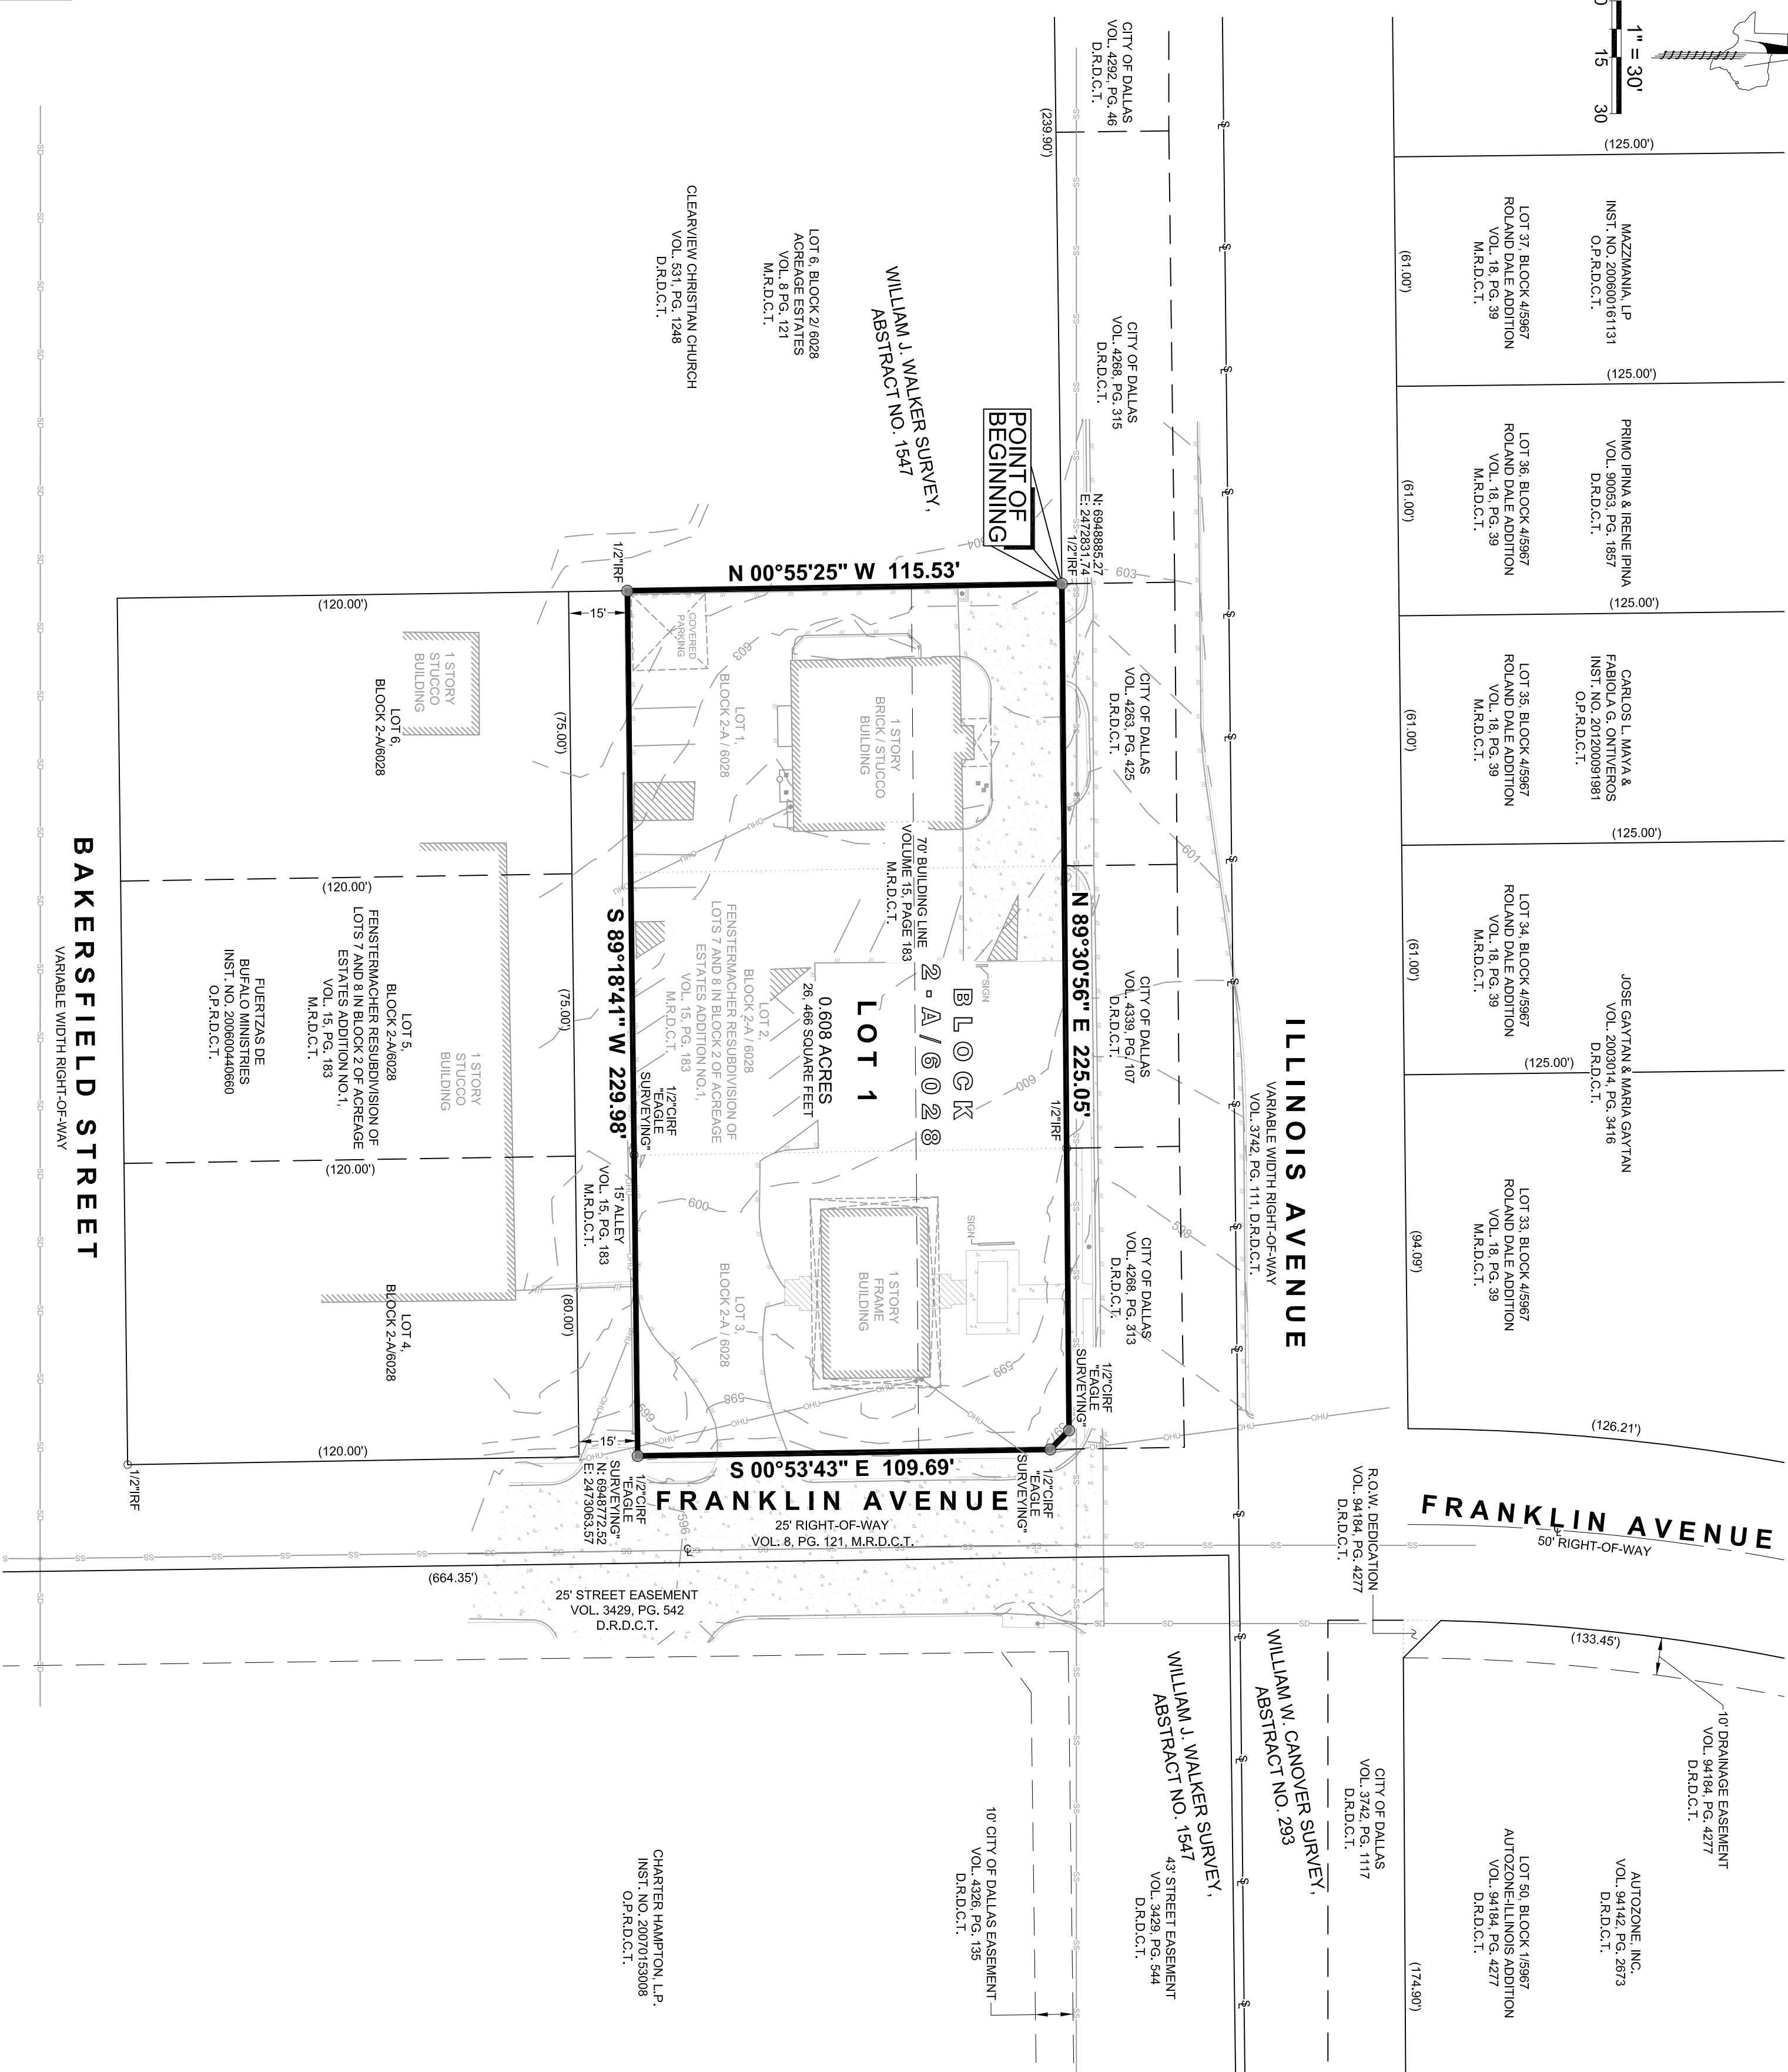 1" = 30'
0
15
30
(125.00')
MAZZMANIA, LP
INST. NO. 200600161131
O.P.R.D.C.T.
LOT 37, BLOCK 4/5967
ROLAND DALE ADDITION
VOL. 18, PG. 39
M.R.D.C.T.
(61.00')
(125.00')
PRIMO IPINA & IRENE IPINA
VOL. 90053, PG. 1857
D.R.D.C.T.
LOT 36, BLOCK 4/5967
ROLAND DALE ADDITION
VOL. 18, PG. 39
M.R.D.C.T.
(61.00')
(125.00')
CARLOS L. MAYA &
FABIOLA G. ONTIVEROS
INST. NO. 201200091981
O.P.R.D.C.T.
LOT 35, BLOCK 4/5967
ROLAND DALE ADDITION
VOL. 18, PG. 39
M.R.D.C.T.
(61.00')
(125.00')
JOSE GAYTAN & MARIA GAYTAN
VOL. 2003014, PG.3416
D.R.D.C.T.
LOT 34, BLOCK 4/5967
ROLAND DALE ADDITION
VOL. 18, PG. 39
M.R.D.C.T.
(61.00')
(125.00')
LOT 33, BLOCK 4/5967
ROLAND DALE ADDITION
VOL. 18, PG. 39
M.R.D.C.T.
(94.09')
(126.21')
FRANKLIN AVENUE
50' RIGHT-OF-WAY
R.O.W. DEDICATION
VOL. 94184, PG. 4277
D.R.D.C.T.
(133.45')
10' DRAINAGE EASEMENT
VOL. 94184, PG. 4277
D.R.D.C.T.
AUTOZONE, INC.
VOL. 94142, PG. 2673
D.R.D.C.T.
LOT 50, BLOCK 1/5967
AUTOZONE-ILLINOIS ADDITION
VOL. 94184, PG. 4277
D.R.D.C.T.
(174.90')
CITY OF DALLAS
VOL. 3742, PG. 1117
D.R.D.C.T.
ILLINOIS AVENUE
VARIABLE WIDTH RIGHT-OF-WAY
VOL. 3742, PG. 111, D.R.D.C.T.
WILLIAM W. CANOVER SURVEY,
ABSTRACT NO. 293
WILLIAM J. WALKER SURVEY,
ABSTRACT NO. 1547
43' STREET EASEMENT
VOL. 3429, PG. 544
D.R.D.C.T.
10' CITY OF DALLAS EASEMENT
VOL. 4326, PG. 135
D.R.D.C.T.
CHARTER HAMPTON, L.P.
INST. NO. 20070153008
O.P.R.D.C.T.
CITY OF DALLAS
VOL. 4292, PG. 46
D.R.D.C.T.
(239.90')
CITY OF DALLAS
VOL. 4268, PG. 315
D.R.D.C.T.
CITY OF DALLAS
VOL. 4263, PG. 425
D.R.D.C.T.
CITY OF DALLAS
VOL. 4339, PG. 107
D.R.D.C.T.
CITY OF DALLAS
VOL. 4268, PG. 313
D.R.D.C.T.
N: 6948885.27
E: 2472831.74
1/2"IRF
POINT OF
BEGINNING
WILLIAM J. WALKER SURVEY,
ABSTRACT NO. 1547
LOT 6, BLOCK 2/ 6028
ACREAGE ESTATES
VOL. 8 PG. 121
M.R.D.C.T.
CLEARVIEW CHRISTIAN CHURCH
VOL. 531, PG. 1248
D.R.D.C.T.
N 89°30'56" E 225.05'
1/2"IRF
1/2"CIRF
"EAGLE
SURVEYING"
1/2"CIRF
"EAGLE
SURVEYING"
N 00°55'25" W 115.53'
S 00°53'43" E 109.69'
S 89°18'41" W 229.98'
1/2"IRF
604
603
601
598
603
600
600
599
598
597
599
596
1 STORY
BRICK / STUCCO
BUILDING
COVERED
PARKING
LOT 1,
BLOCK 2-A / 6028
70' BUILDING LINE
VOLUME 15, PAGE 183
M.R.D.C.T.
BLOCK
2-A/6028
LOT 1
0.608 ACRES
26, 466 SQUARE FEET
SIGN
LOT 2,
BLOCK 2-A / 6028
FENSTERMACHER RESUBDIVISION OF
LOTS 7 AND 8 IN BLOCK 2 OF ACREAGE
ESTATES ADDITION NO.1,
VOL. 15, PG. 183
M.R.D.C.T.
1 STORY
FRAME
BUILDING
SIGN
LOT 3,
BLOCK 2-A / 6028
1/2"CIRF
"EAGLE
SURVEYING"
15' ALLEY
VOL. 15, PG. 183
M.R.D.C.T.
1/2"CIRF
"EAGLE
SURVEYING"
N: 6948772.52
E: 2473063.57
FRANKLIN AVENUE
25' RIGHT-OF-WAY
VOL. 8, PG. 121, M.R.D.C.T.
(664.35')
25' STREET EASEMENT
VOL. 3429, PG. 542
D.R.D.C.T.
15'
15'
(120.00')
(75.00')
(120.00')
(75.00')
(120.00')
(80.00')
(120.00')
1 STORY
STUCCO
BUILDING
LOT 6,
BLOCK 2-A/6028
1 STORY
STUCCO
BUILDING
LOT 5,
BLOCK 2-A/6028
FENSTERMACHER RESUBDIVISION OF
LOTS 7 AND 8 IN BLOCK 2 OF ACREAGE
ESTATES ADDITION NO.1,
VOL. 15, PG. 183
M.R.D.C.T.
FUERTZAS DE
BUFALO MINISTRIES
INST. NO. 200600440660
O.P.R.D.C.T.
LOT 4,
BLOCK 2-A/6028
1/2"IRF
BAKERSFIELD STREET
VARIABLE WIDTH RIGHT-OF-WAY